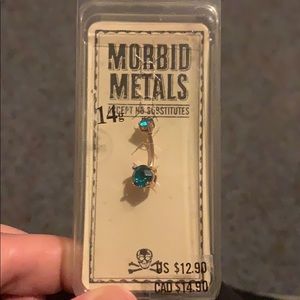 MORBID
METALS
ACCEPT NO SUBSTITUTES
14g
US $12.90
CAD $14.90